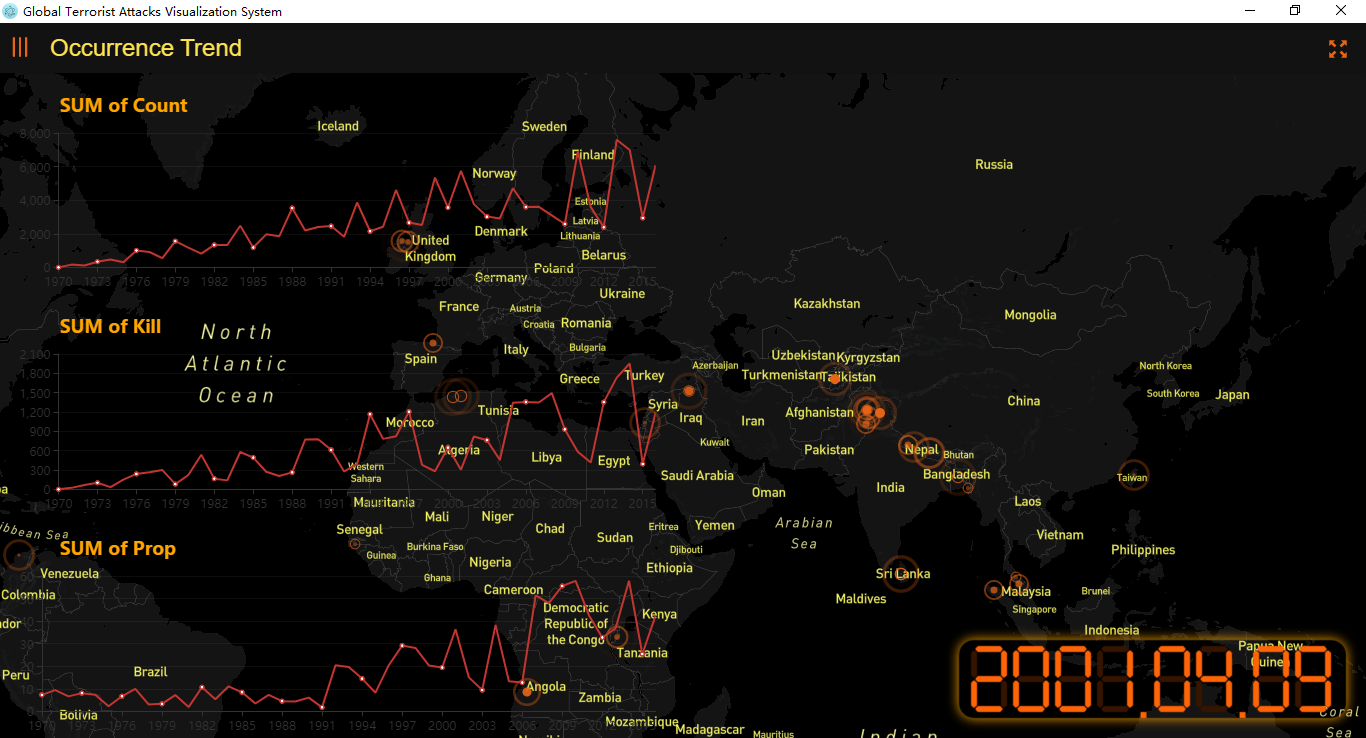 Global Terrorist Attacks Visualization System
Occurrence Trend
SUM of Count
8,000
6,000
4,000
2,000
0
1970 1973 1976 1979 1982 1985 1988 1991 1994 1997 2000 2003 2006 2009 2012 2015
SUM of Kill
2,100
1,800
1,500
1,200
900
600
300
0
1970 1973 1976 1979 1982 1985 1988 1991 2000 2003 2006 2009 2012 2015
SUM of Prop
60
30
10
1970 1973 1976 1979 1982 1985 1988 1991 1994 1997 2000 2003 2006 2009 2012 2015
Iceland
Sweden
Finland
Norway
Russia
Estonia
Latvia
Lithuania
Denmark
United
Kingdom
Belarus
Poland
Germany
Ukraine
Kazakhstan
France
Austria
Mongolia
Croatia
Romania
North
Atlantic
Ocean
Italy
Bulgaria
Spain
Uzbekistan
Kyrgyzstan
Azerbaijan
North Korea
Greece
Turkey
Turkmenistan
Tajikistan
South Korea
Japan
Tunisia
Syria
China
Morocco
Iraq
Iran
Afghanistan
Kuwait
Algeria
Libya
Egypt
Pakistan
Nepal
Bhutan
Western
Sahara
Saudi Arabia
Bangladesh
Taiwan
India
Oman
Mauritania
Mali
Niger
Laos
Chad
Eritrea
Yemen
Arabian
Sea
Senegal
Sudan
Vietnam
ibbean Sea
Guinea
Burkina Faso
Djibouti
Philippines
Nigeria
Ethiopia
Venezuela
Ghana
Sri Lanka
Cameroon
Malaysia
Brunei
Colombia
Maldives
Singapore
Democratic
Republic of
the Congo
Kenya
dor
Indonesia
Tanzania
Papua New
Guinea
Peru
Brazil
Angola
Zambia
Bolivia
Mozambique
Madagascar
Mauritius
Indian
Coral
Sea
2001.04.09